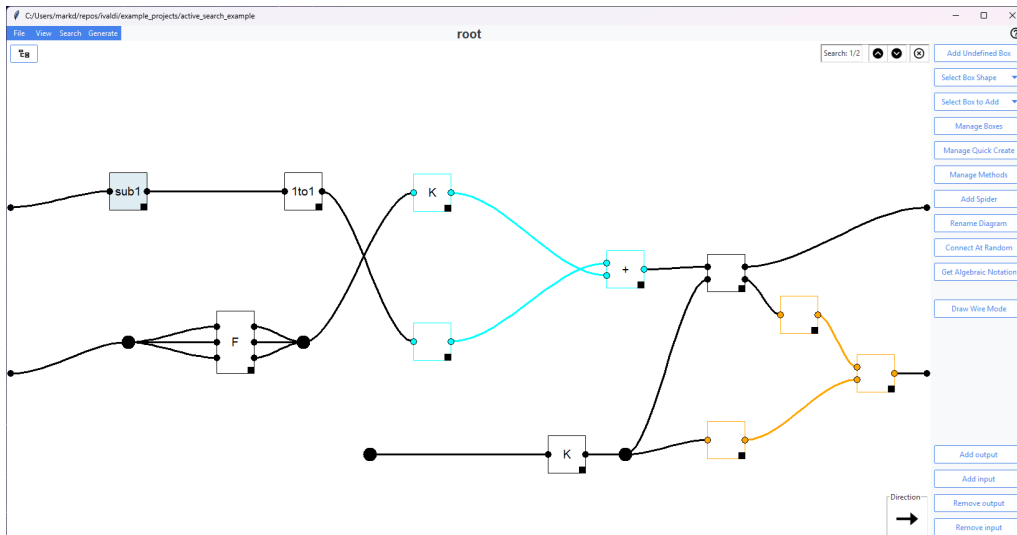 C:/Users/markd/repos/ivaldi/example_projects/active_search_example
File View Search Generate
root
Search: 1/2
Add Undefined Box
Select Box Shape
Select Box to Add
Manage Boxes
Manage Quick Create
Manage Methods
Add Spider
Rename Diagram
Connect At Random
Get Algebraic Notation
Draw Wire Mode
sub1
1to1
K
+
F
K
Add output
Add input
Remove output
Remove input
Direction